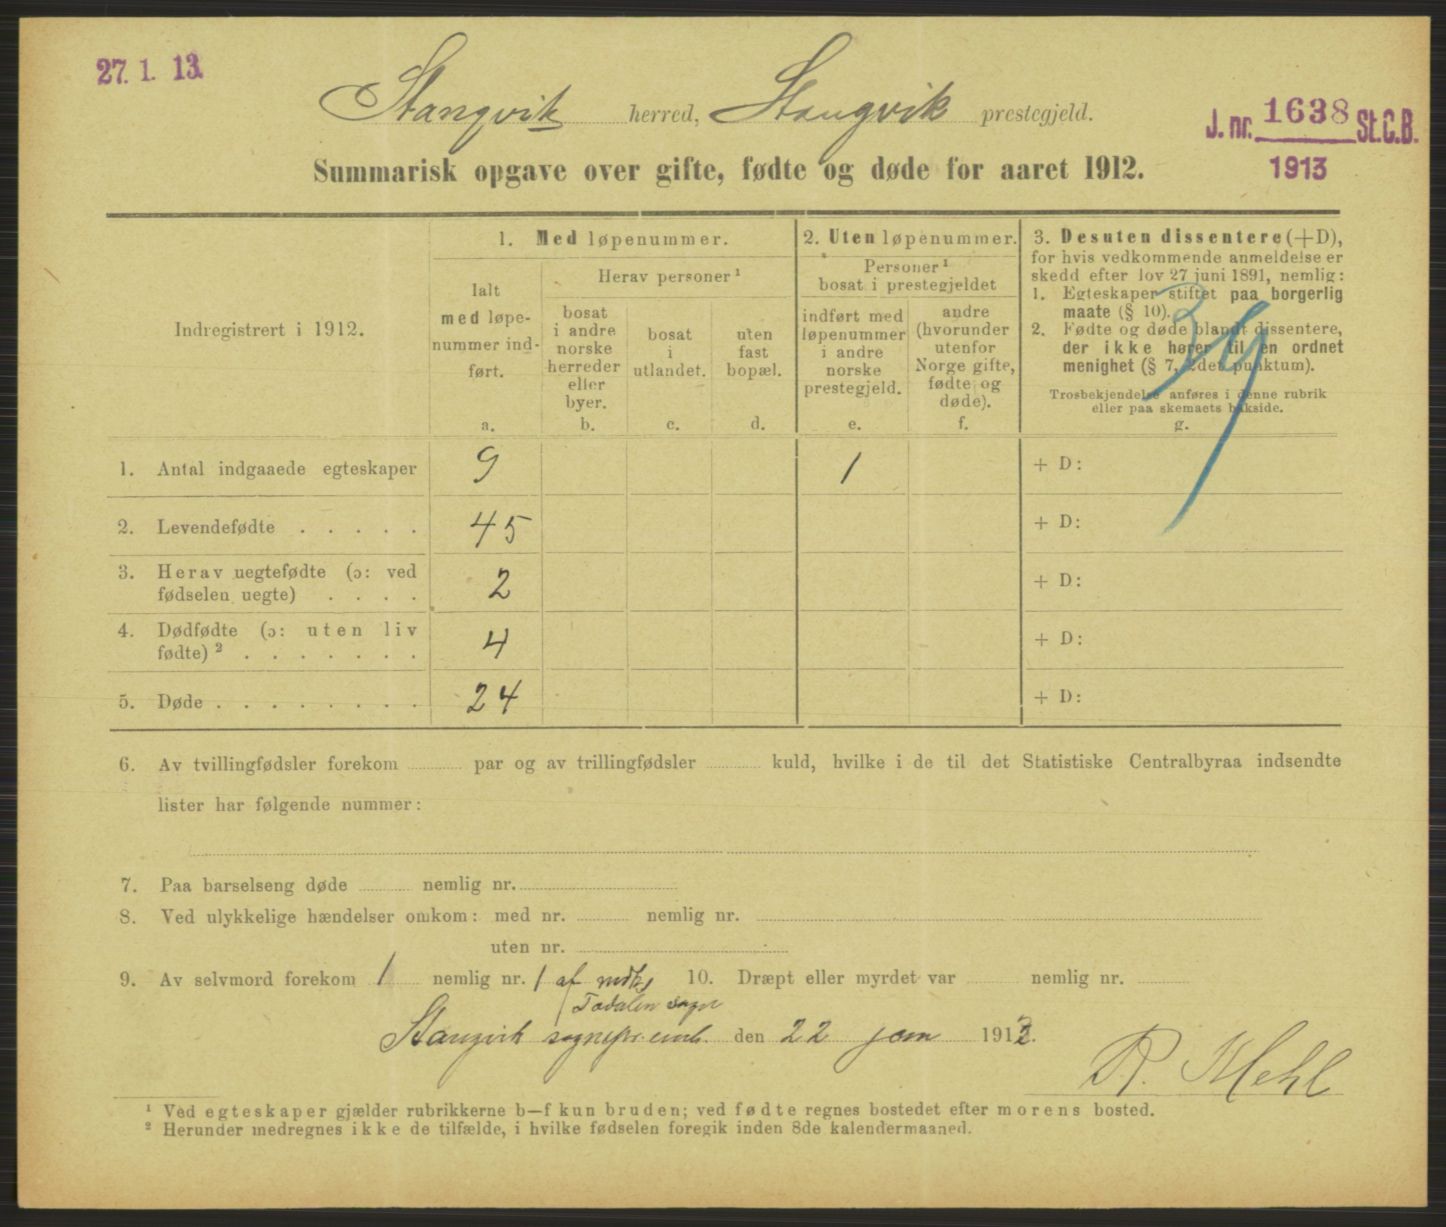 27. 1. 13.
Stangvik herred, Stangvik prestegjeld.
J. nr. 1638 St. C. B.
1913
Summarisk opgave over gifte, fødte og døde for aaret 1912.
Indregistrert i 1912.
1. Med løpenummer.
Ialt
med løpe-
nummer ind-
ført.
a.
Herav personer ¹
bosat
i andre
norske
herreder
eller
byer.
b.
bosat
i
utlandet.
c.
uten
fast
bopæl.
d.
2. Uten løpenummer.
Personer ¹
bosat i prestegjeldet
indført med
løpenummer
i andre
norske
prestegjeld.
e.
andre
(hvorunder
utenfor
Norge gifte,
fødte og
døde).
f.
3. Desuten dissentere (+D),
for hvis vedkommende anmeldelse er
skedd efter lov 27 juni 1891, nemlig:
1. Egteskaper stiftet paa borgerlig
maate (§ 10).
2. Fødte og døde blandt dissentere,
der ikke hører til en ordnet
menighet (§ 7, 2det punktum).
Trosbekjendelse anføres i denne rubrik
eller paa skemaets bakside.
g.
1. Antal indgaaede egteskaper 9 1 + D:
2. Levendefødte . . . . . 45 + D:
3. Herav uegtefødte (ɔ: ved
fødselen uegte) . . . . 2 + D:
4. Dødfødte (ɔ: uten liv
fødte) ² . . . . . . . 4 + D:
5. Døde . . . . . . . . . 24 + D:
6. Av tvillingfødsler forekom par og av trillingfødsler kuld, hvilke i de til det Statistiske Centralbyraa indsendte
lister har følgende nummer:
7. Paa barselseng døde nemlig nr.
8. Ved ulykkelige hændelser omkom: med nr. nemlig nr.
uten nr.
9. Av selvmord forekom 1 nemlig nr. 1 af 10. Dræpt eller myrdet var nemlig nr.
Todalen sogn
Stangvik den 22 jan 1913.
R. Mehl
¹ Ved egteskaper gjælder rubrikkerne b—f kun bruden; ved fødte regnes bostedet efter morens bosted.
² Herunder medregnes ikke de tilfælde, i hvilke fødselen foregik inden 8de kalendermaaned.